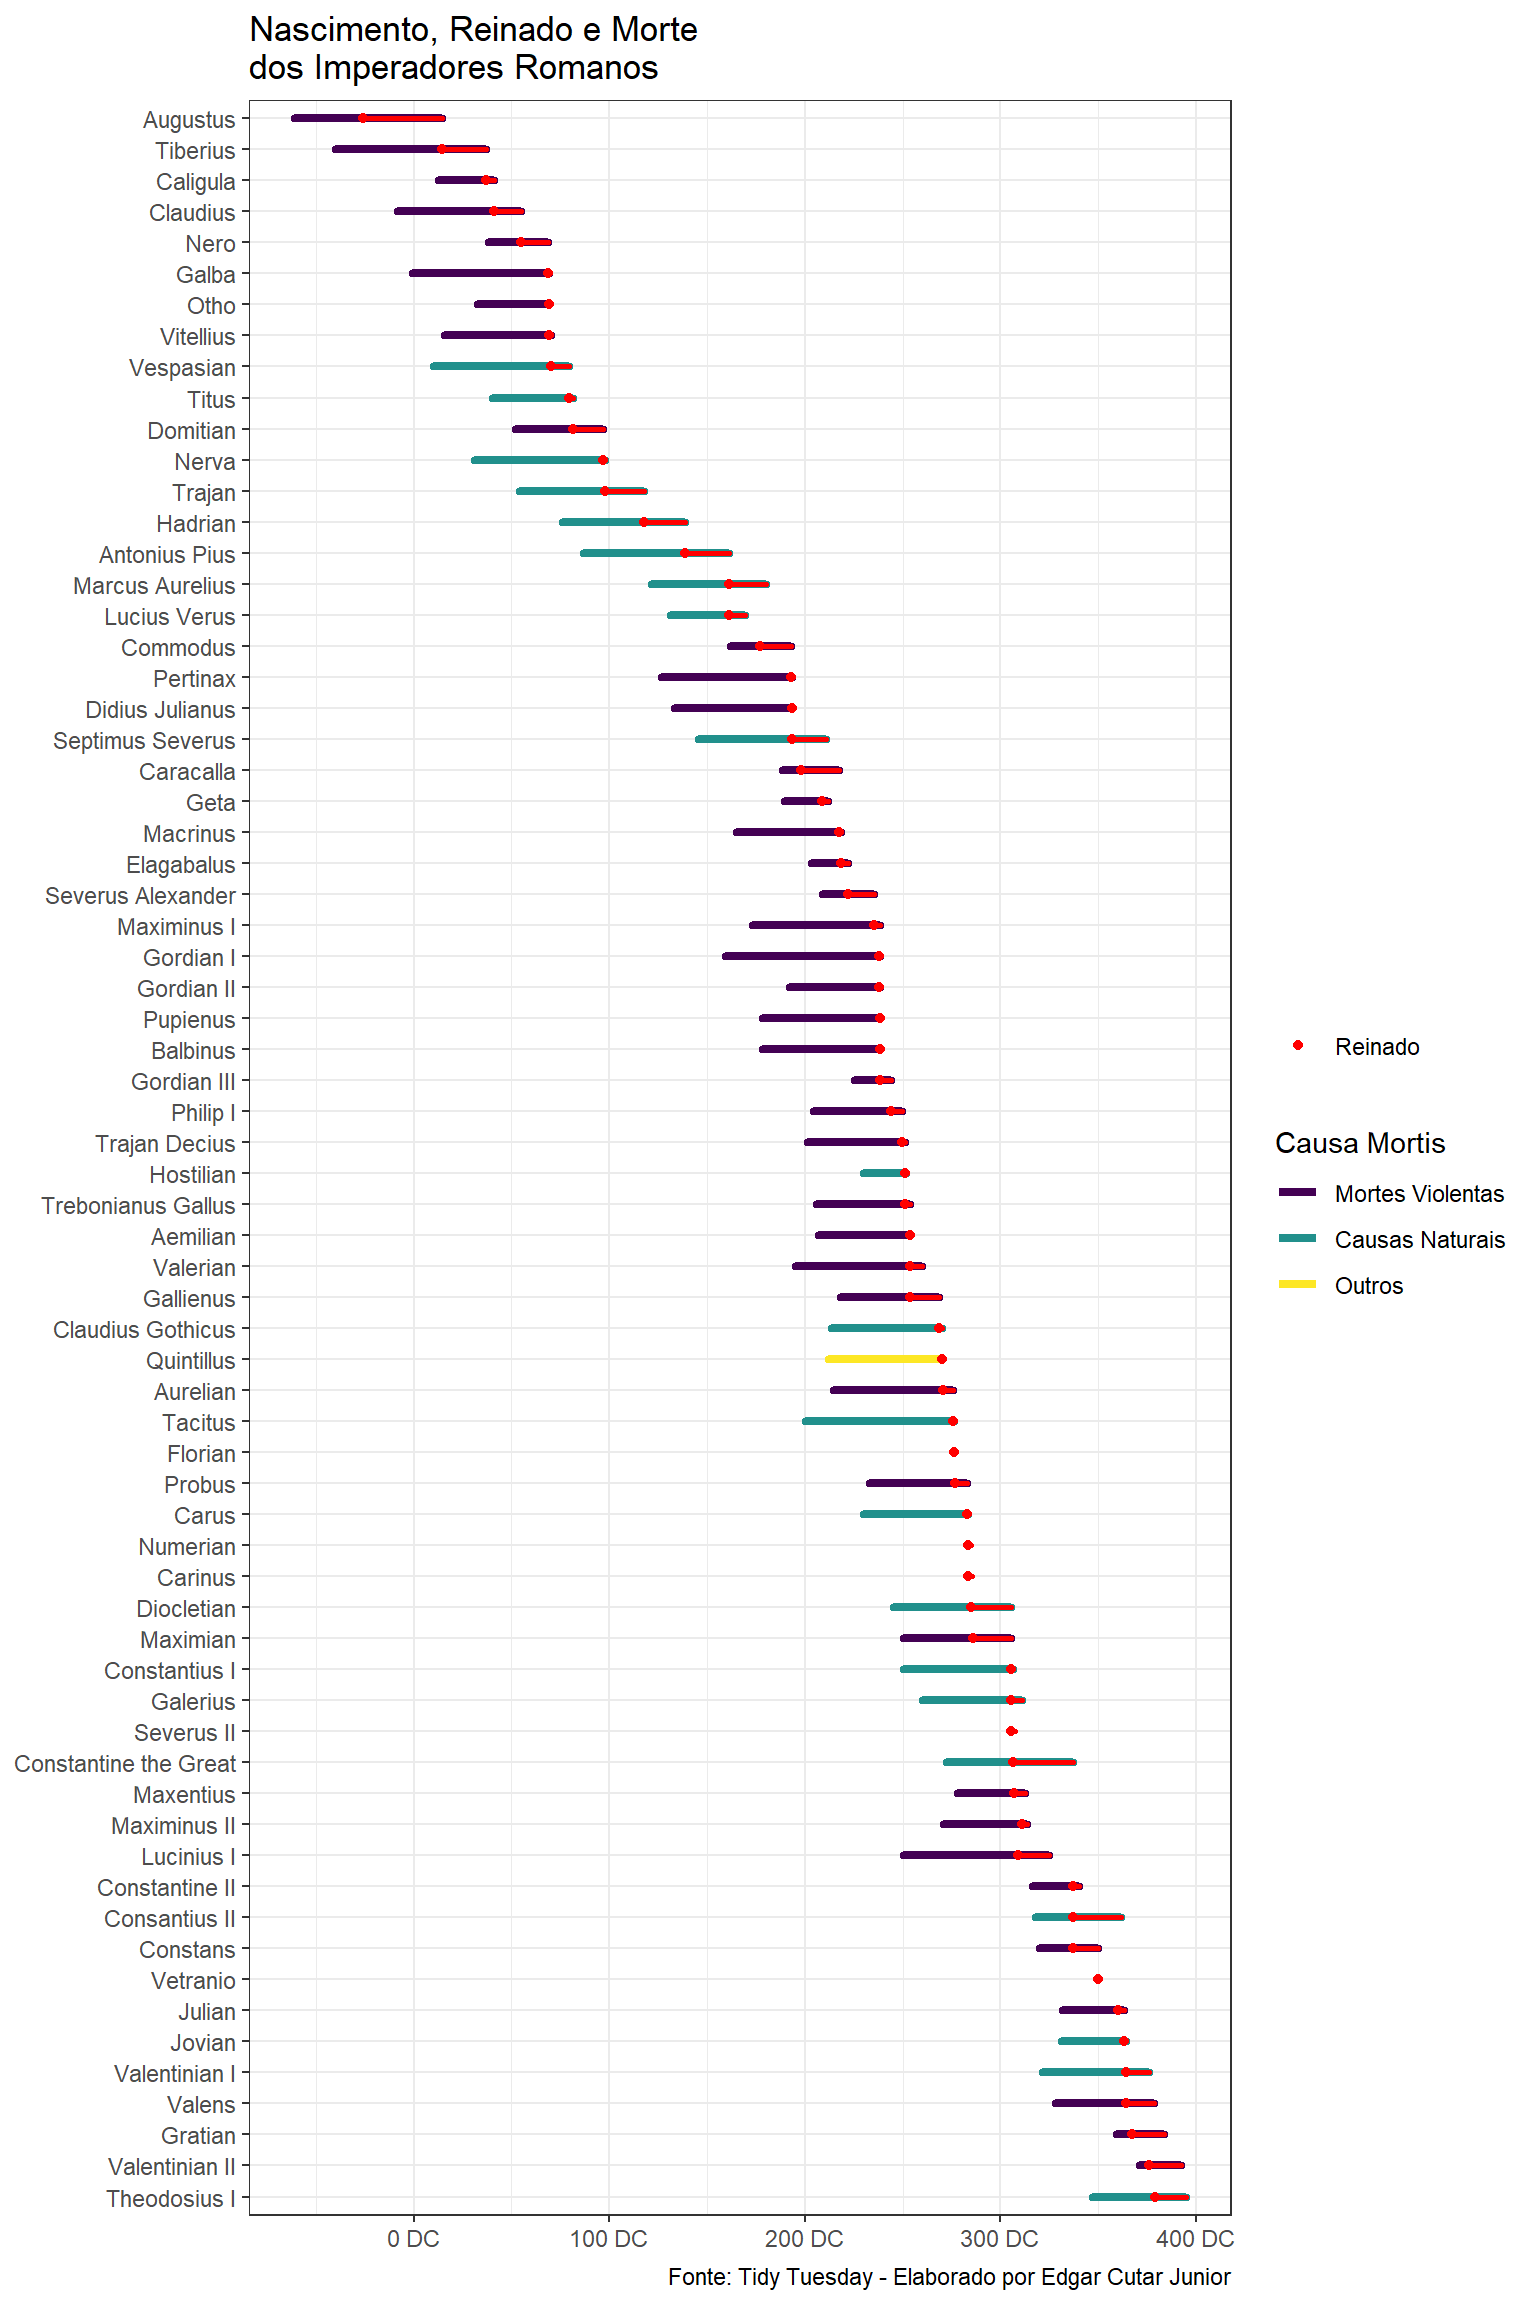 Nascimento, Reinado e Morte
dos Imperadores Romanos
Augustus
Tiberius
Caligula
Claudius
Nero
Galba
Otho
Vitellius
Vespasian
Titus
Domitian
Nerva
Trajan
Hadrian
Antonius Pius
Marcus Aurelius
Lucius Verus
Commodus
Pertinax
Didius Julianus
Septimus Severus
Caracalla
Geta
Macrinus
Elagabalus
Severus Alexander
Maximinus I
Gordian I
Gordian II
Pupienus
Balbinus
Gordian III
Philip I
Trajan Decius
Hostilian
Trebonianus Gallus
Aemilian
Valerian
Gallienus
Claudius Gothicus
Quintillus
Aurelian
Tacitus
Florian
Probus
Carus
Numerian
Carinus
Diocletian
Maximian
Constantius I
Galerius
Severus II
Constantine the Great
Maxentius
Maximinus II
Lucinius I
Constantine II
Consantius II
Constans
Vetranio
Julian
Jovian
Valentinian I
Valens
Gratian
Valentinian II
Theodosius I
0 DC 100 DC 200 DC 300 DC 400 DC
Fonte: Tidy Tuesday - Elaborado por Edgar Cutar Junior
Reinado
Causa Mortis
Mortes Violentas
Causas Naturais
Outros